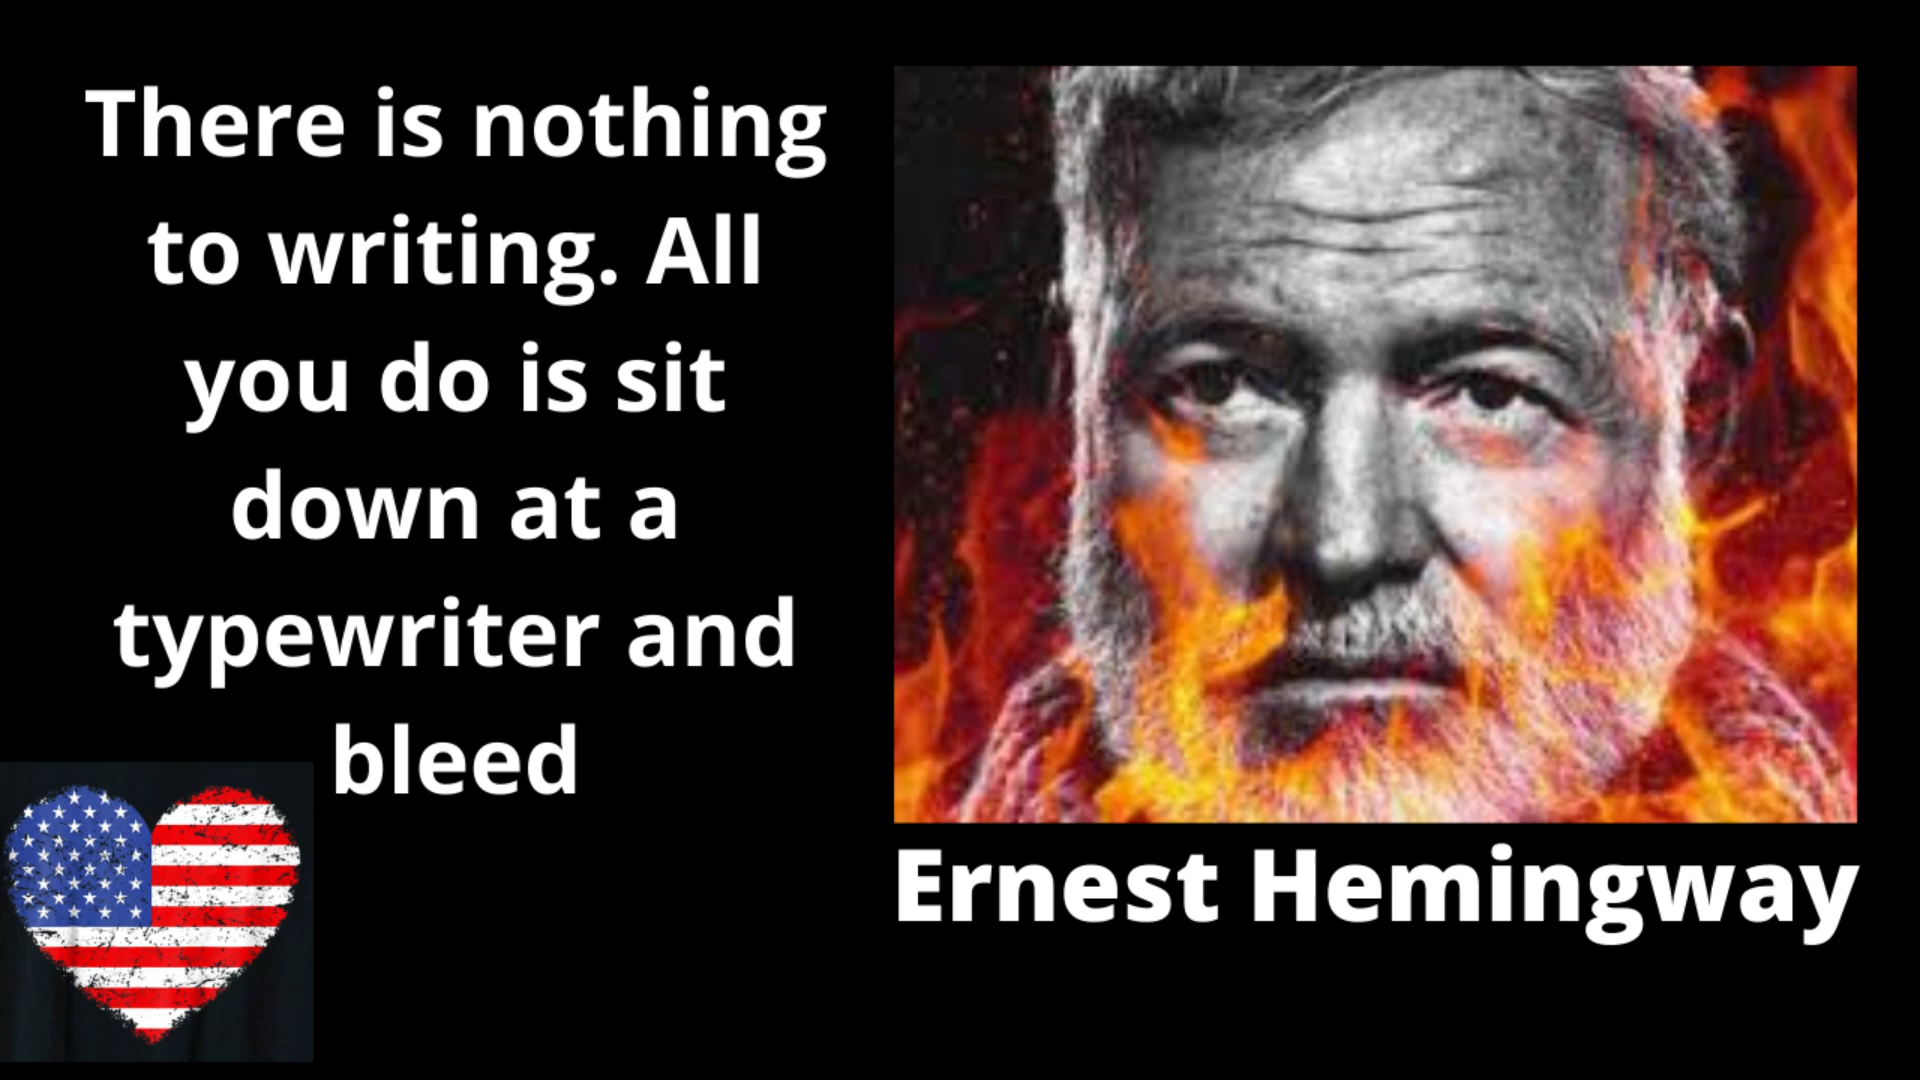 There is nothing
to writing. All
you do is sit
down at a
typewriter and
bleed
Ernest Hemingway